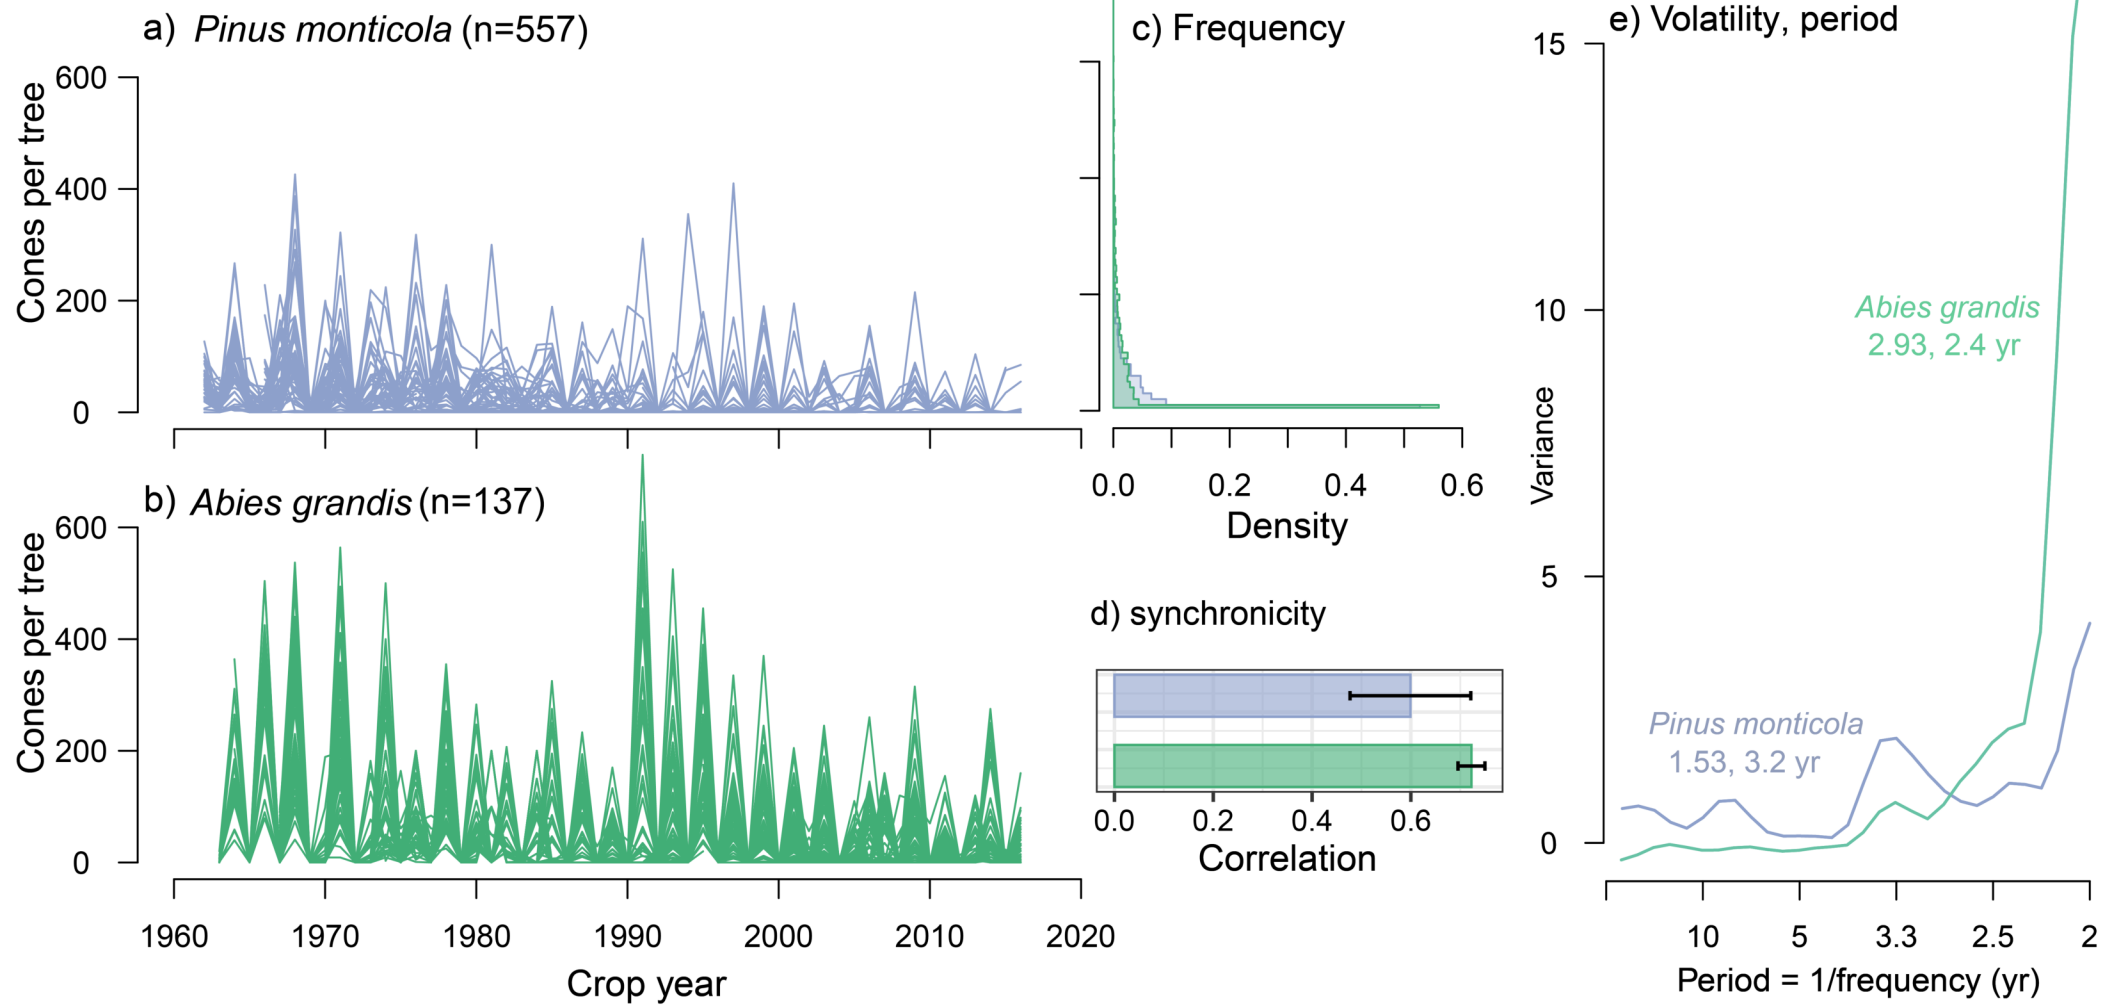 a) Pinus monticola (n=557)
Cones per tree
600
400
200
0
b) Abies grandis (n=137)
Cones per tree
600
400
200
0
1960 1970 1980 1990 2000 2010 2020
Crop year
c) Frequency
0.0 0.2 0.4 0.6
Density
d) synchronicity
0.0 0.2 0.4 0.6
Correlation
e) Volatility, period
Variance
15
10
5
0
Abies grandis
2.93, 2.4 yr
Pinus monticola
1.53, 3.2 yr
10 5 3.3 2.5 2
Period = 1/frequency (yr)